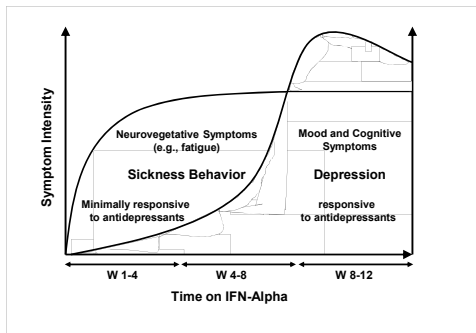 Symptom Intensity
Neurovegetative Symptoms
(e.g., fatigue)
Sickness Behavior
Minimally responsive
to antidepressants
Mood and Cognitive
Symptoms
Depression
responsive
to antidepressants
W 1-4
W 4-8
W 8-12
Time on IFN-Alpha